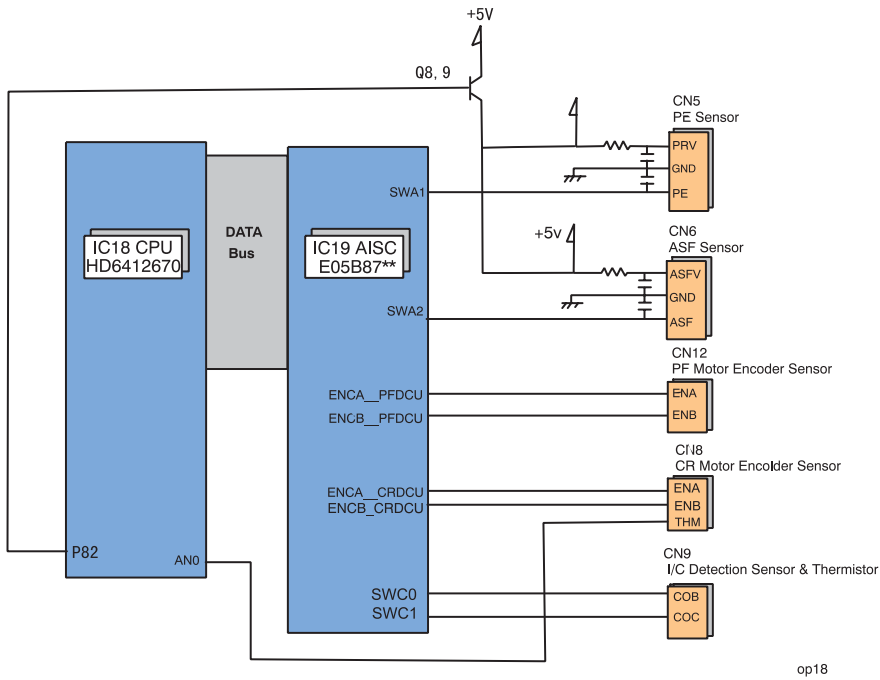 +5V
Q8, 9
CN5
PE Sensor
PRV
GND
PE
SWA1
DATA
Bus
IC18 CPU
HD6412670
IC19 AISC
E05B87**
+5v
CN6
ASF Sensor
ASFV
GND
ASF
SWA2
CN12
PF Motor Encoder Sensor
ENCA__PFDCU
ENA
ENCB_PFDCU
ENB
CN8
CR Motor Encolder Sensor
ENCA__CRDCU
ENA
ENCB_CRDCU
ENB
THM
P82
AN0
CN9
I/C Detection Sensor & Thermistor
SWC0
COB
SWC1
COC
op18